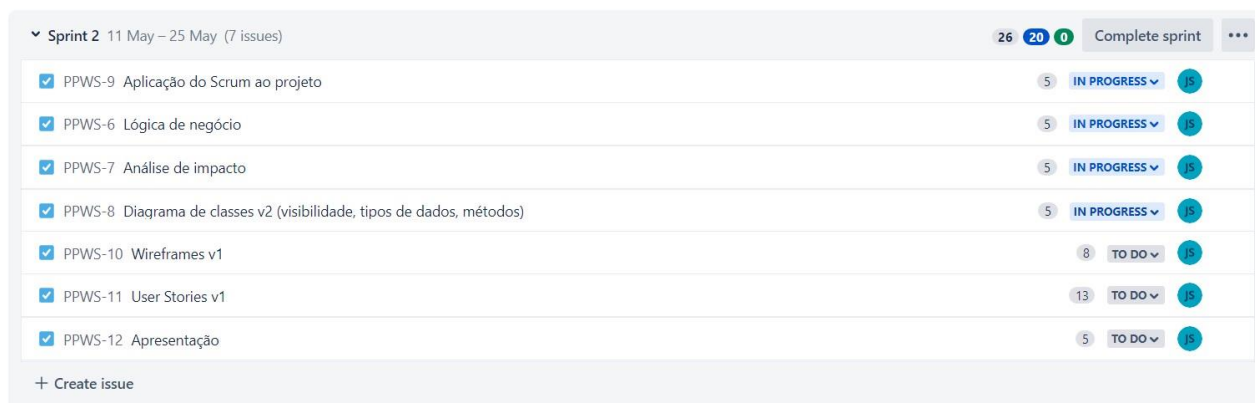 Sprint 2 11 May – 25 May (7 issues) 26 20 0 Complete sprint
PPWS-9 Aplicação do Scrum ao projeto 5 IN PROGRESS JS
PPWS-6 Lógica de negócio 5 IN PROGRESS JS
PPWS-7 Análise de impacto 5 IN PROGRESS JS
PPWS-8 Diagrama de classes v2 (visibilidade, tipos de dados, métodos) 5 IN PROGRESS JS
PPWS-10 Wireframes v1 8 TO DO JS
PPWS-11 User Stories v1 13 TO DO JS
PPWS-12 Apresentação 5 TO DO JS
+ Create issue